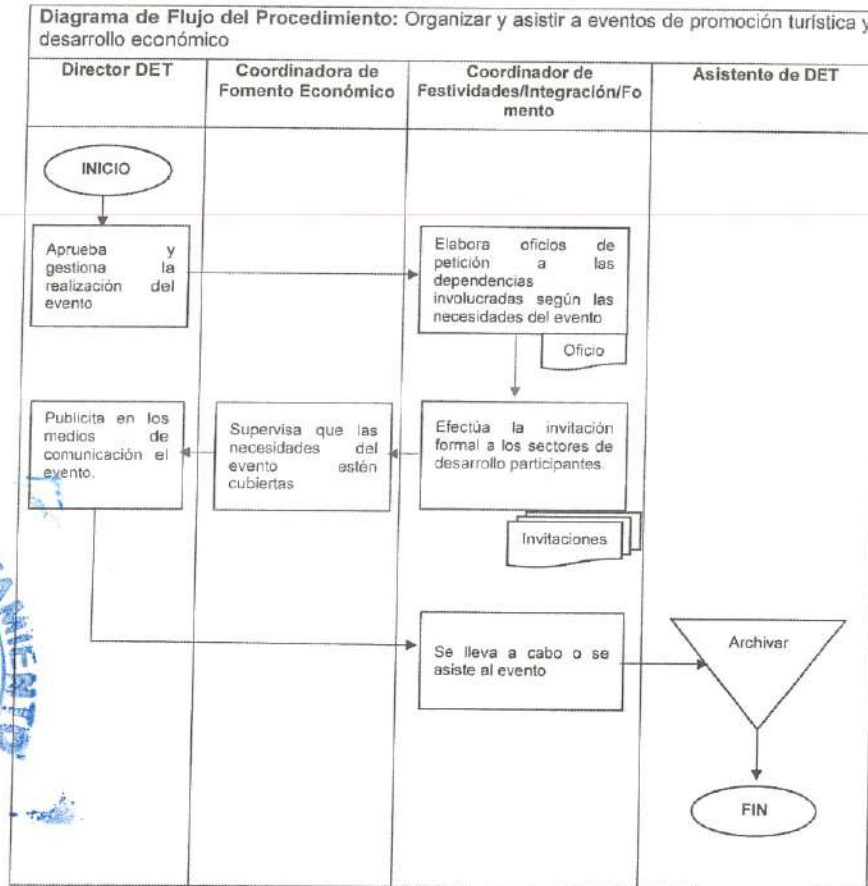 Diagrama de Flujo del Procedimiento: Organizar y asistir a eventos de promoción turística y
desarrollo económico
Director DET
Coordinadora de
Fomento Económico
Coordinador de
Festividades/Integración/Fo
mento
Asistente de DET
INICIO
Aprueba y
gestiona la
realización del
evento
Elabora oficios de
petición a las
dependencias
involucradas según las
necesidades del evento
Oficio
Publicita en los
medios de
comunicación el
evento.
Supervisa que las
necesidades del
evento estén
cubiertas
Efectúa la invitación
formal a los sectores de
desarrollo participantes.
Invitaciones
Se lleva a cabo o se
asiste al evento
Archivar
FIN